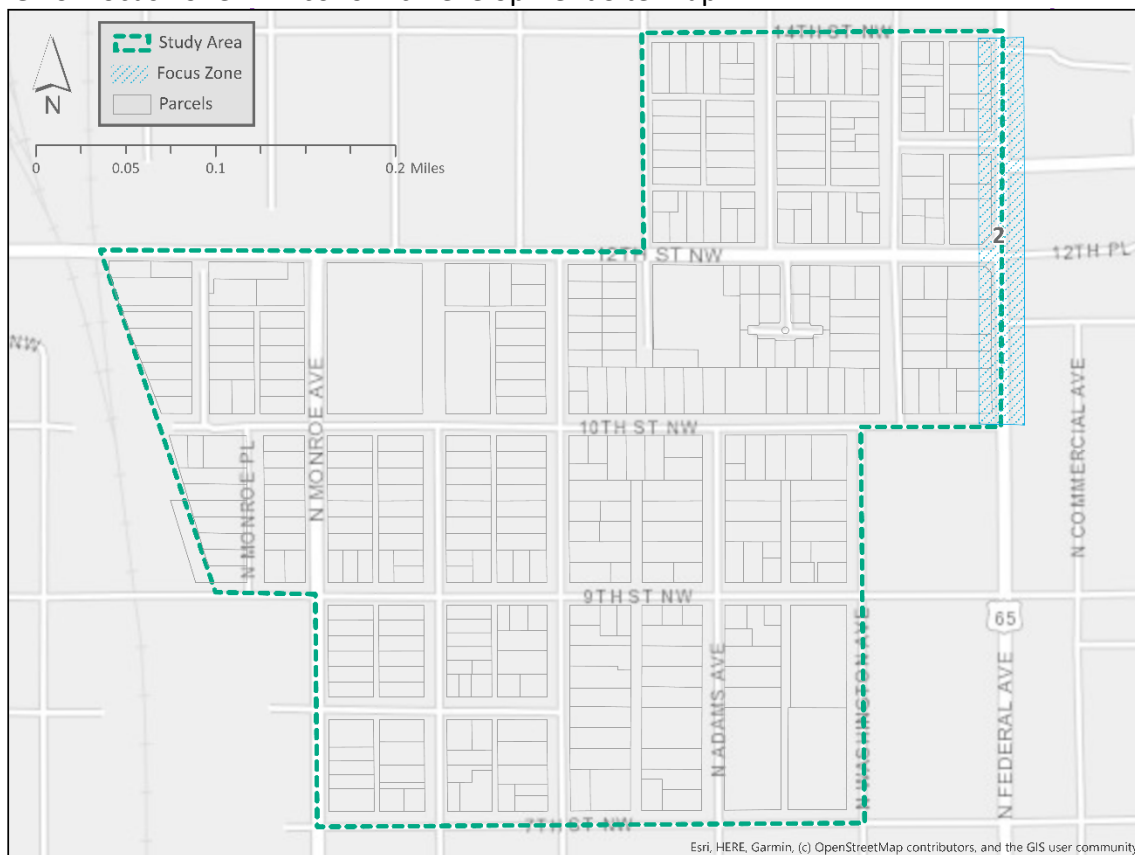 14TH ST NW
Study Area
Focus Zone
Parcels
N
0 0.05 0.1 0.2 Miles
2
12TH ST NW
12TH PL
NW
N MONROE AVE
10TH ST NW
N MONROE PL
N COMMERCIAL AVE
9TH ST NW
65
N ADAMS AVE
N WASHINGTON AVE
N FEDERAL AVE
7TH ST NW
Esri, HERE, Garmin, (c) OpenStreetMap contributors, and the GIS user community